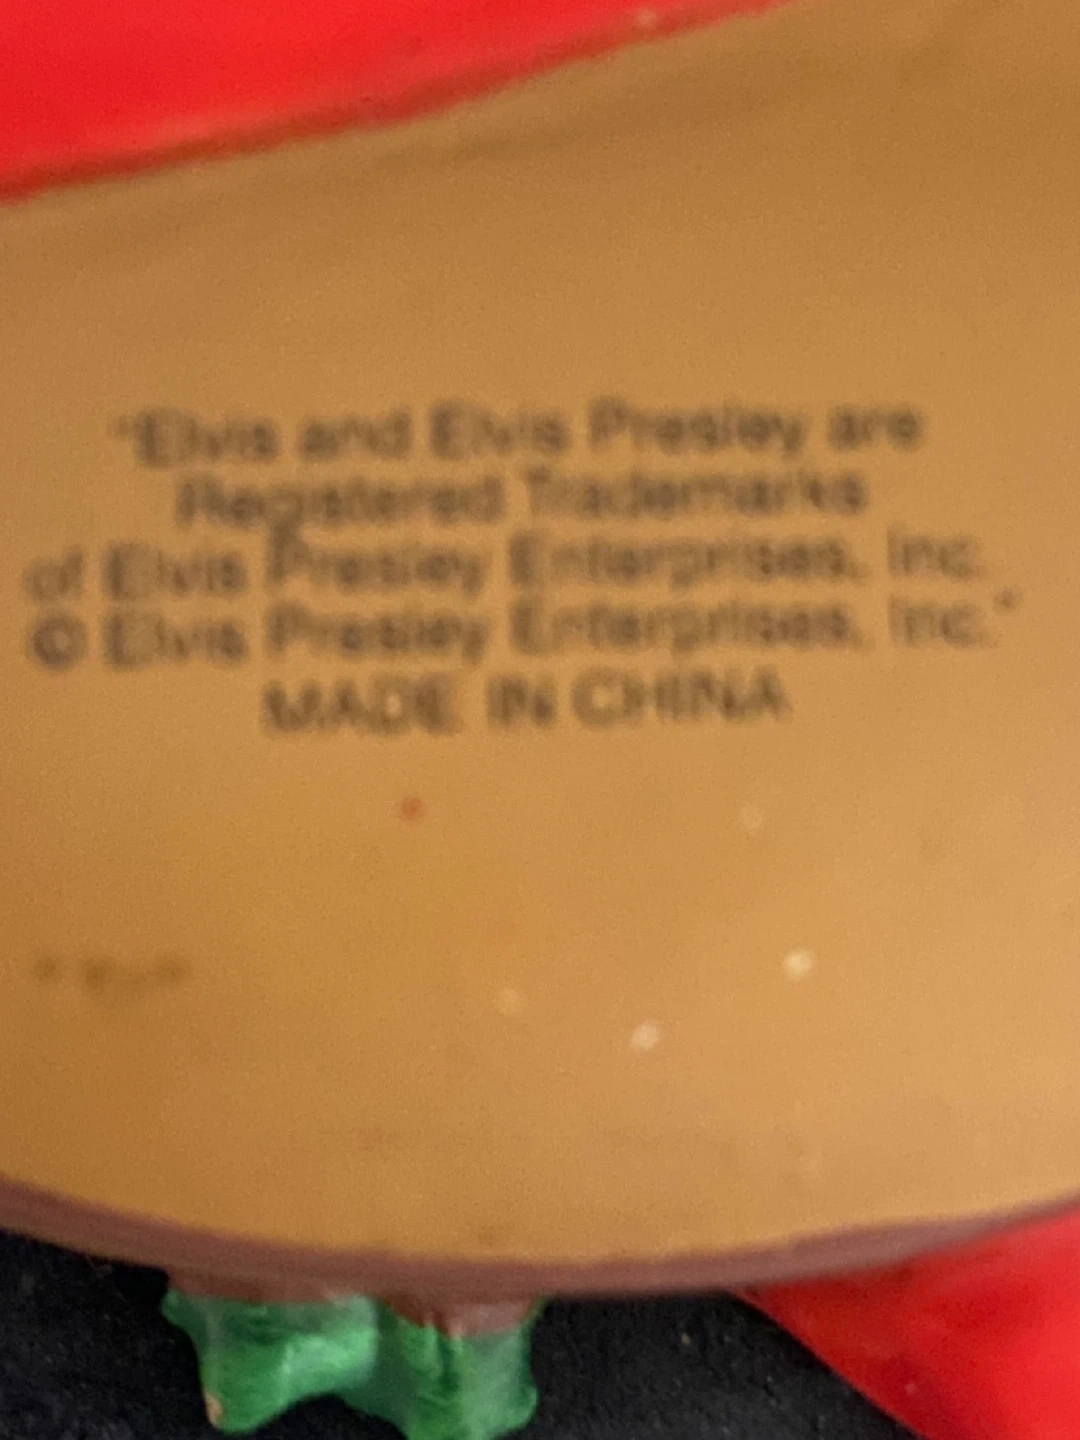 "Elvis and Elvis Presley are
Registered Trademarks
of Elvis Presley Enterprises, Inc.
© Elvis Presley Enterprises, Inc."
MADE IN CHINA